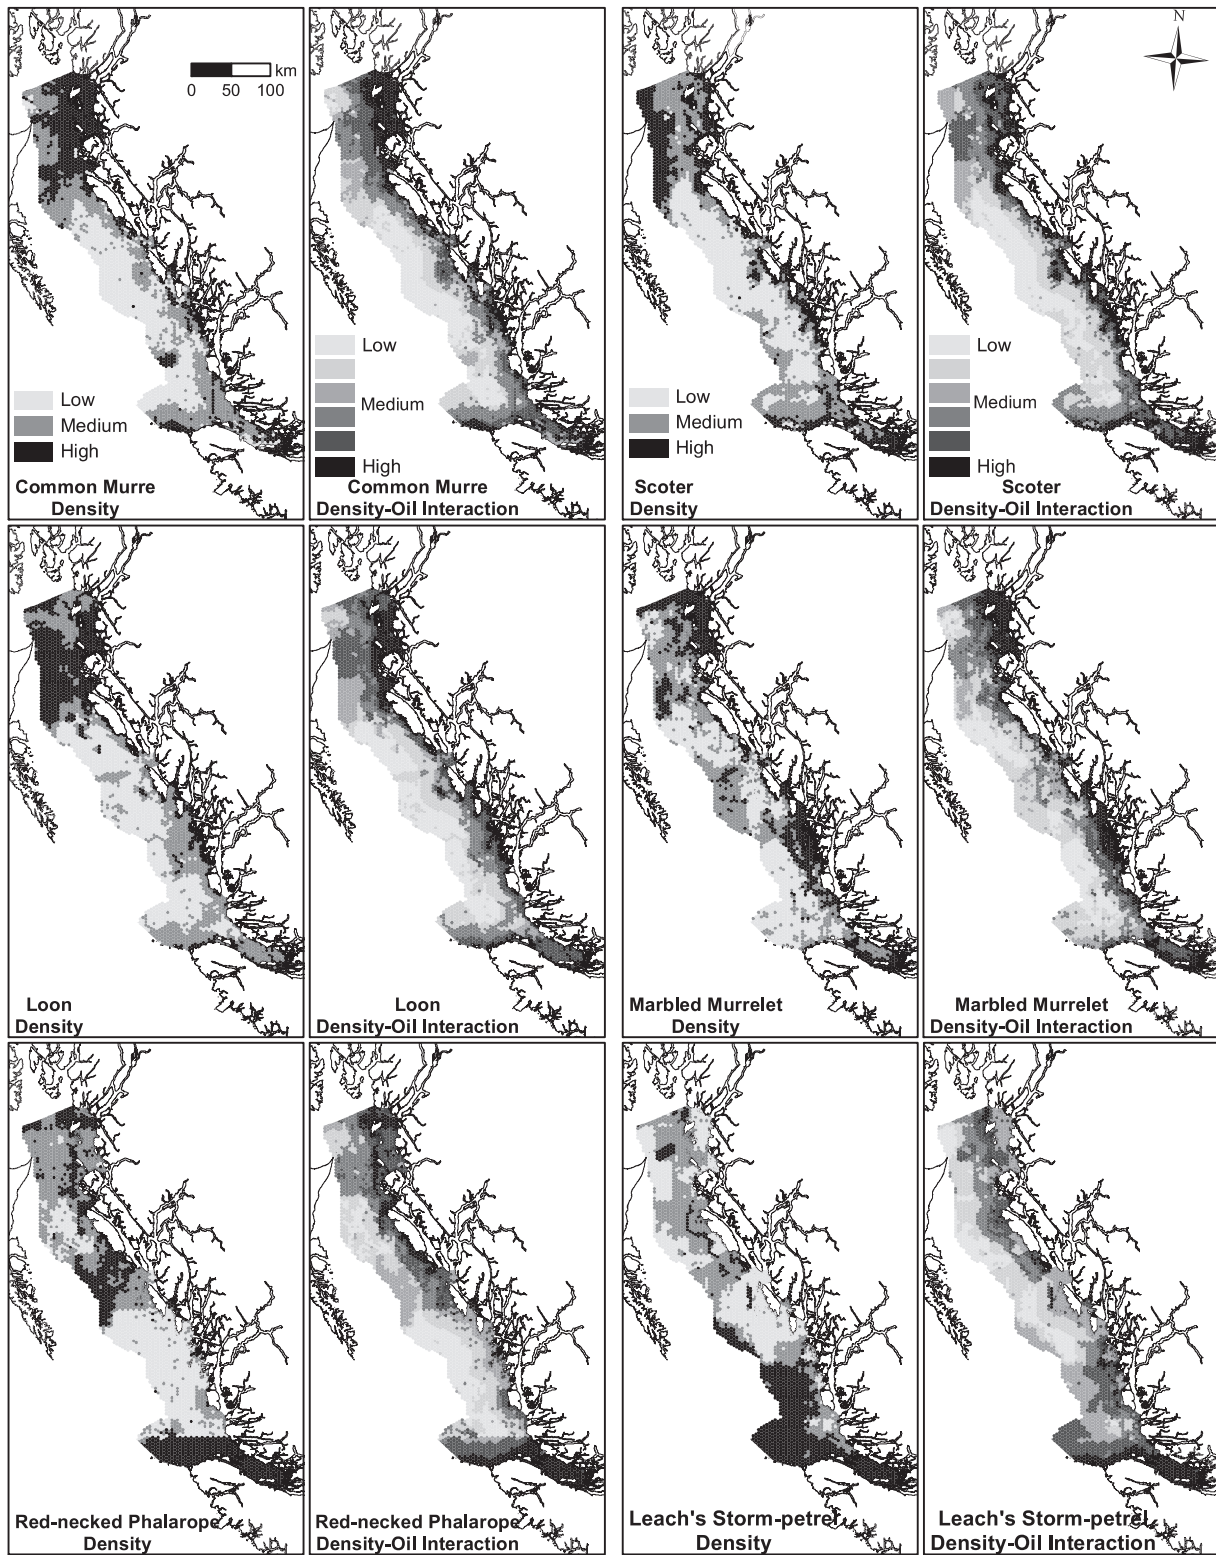 km
0 50 100
Low
Medium
High
Common Murre
Density
Low
Medium
High
Common Murre
Density-Oil Interaction
Low
Medium
High
Scoter
Density
N
Low
Medium
High
Scoter
Density-Oil Interaction
Loon
Density
Loon
Density-Oil Interaction
Marbled Murrelet
Density
Marbled Murrelet
Density-Oil Interaction
Red-necked Phalarope
Density
Red-necked Phalarope
Density-Oil Interaction
Leach's Storm-petrel
Density
Leach's Storm-petrel
Density-Oil Interaction